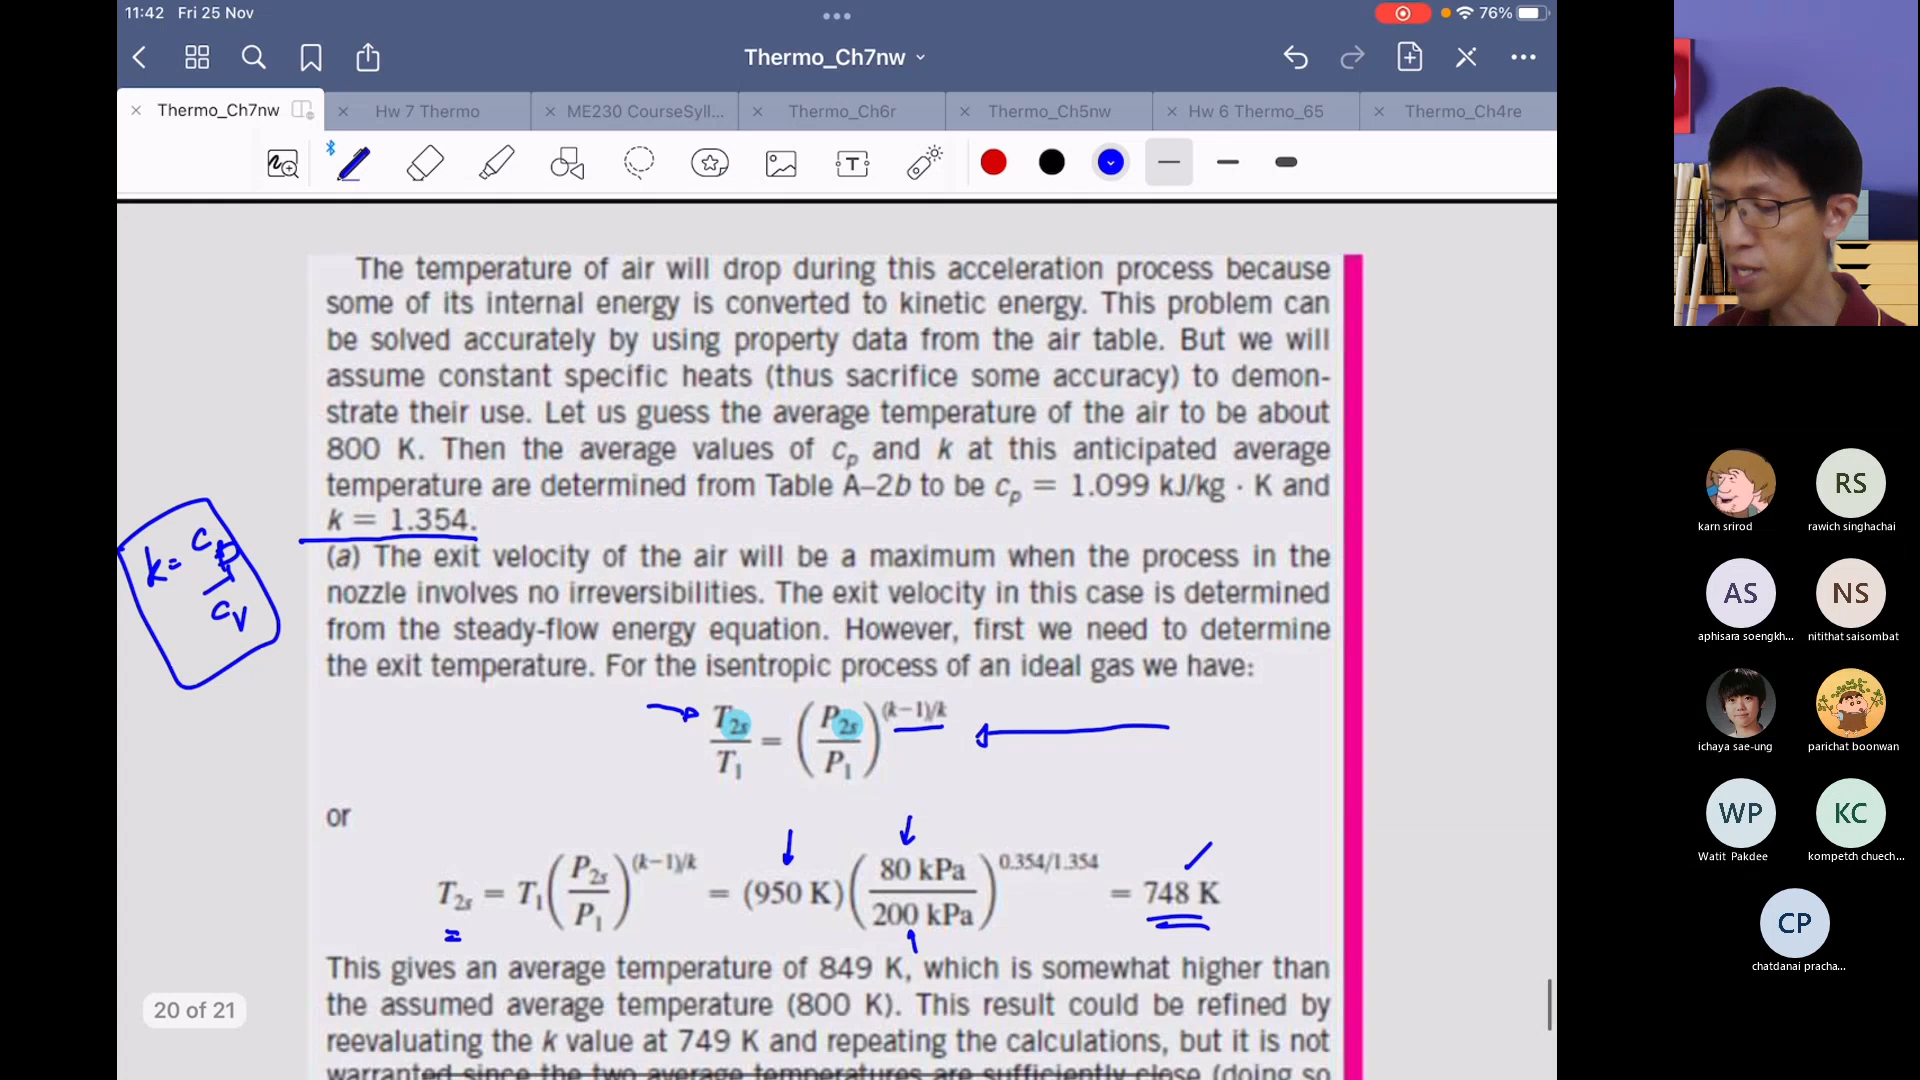 11:42 Fri 25 Nov
76%
Thermo_Ch7nw
Thermo_Ch7nw
Hw 7 Thermo
ME230 CourseSyll...
Thermo_Ch6r
Thermo_Ch5nw
Hw 6 Thermo_65
Thermo_Ch4re
The temperature of air will drop during this acceleration process because
some of its internal energy is converted to kinetic energy. This problem can
be solved accurately by using property data from the air table. But we will
assume constant specific heats (thus sacrifice some accuracy) to demon-
strate their use. Let us guess the average temperature of the air to be about
800 K. Then the average values of cp and k at this anticipated average
temperature are determined from Table A–2b to be cp = 1.099 kJ/kg · K and
k = 1.354.
k = cp/cv
(a) The exit velocity of the air will be a maximum when the process in the
nozzle involves no irreversibilities. The exit velocity in this case is determined
from the steady-flow energy equation. However, first we need to determine
the exit temperature. For the isentropic process of an ideal gas we have:
T2s/T1 = (P2s/P1)^(k−1)/k
or
T2s = T1(P2s/P1)^(k−1)/k = (950 K)(80 kPa/200 kPa)^0.354/1.354 = 748 K
This gives an average temperature of 849 K, which is somewhat higher than
the assumed average temperature (800 K). This result could be refined by
reevaluating the k value at 749 K and repeating the calculations, but it is not
warranted since the two average temperatures are sufficiently close (doing so
20 of 21
karn srirod
RS
rawich singhachai
AS
aphisara soengkh...
NS
nitithat saisombat
ichaya sae-ung
parichat boonwan
WP
Watit Pakdee
KC
kompetch chuech...
CP
chatdanai pracha...